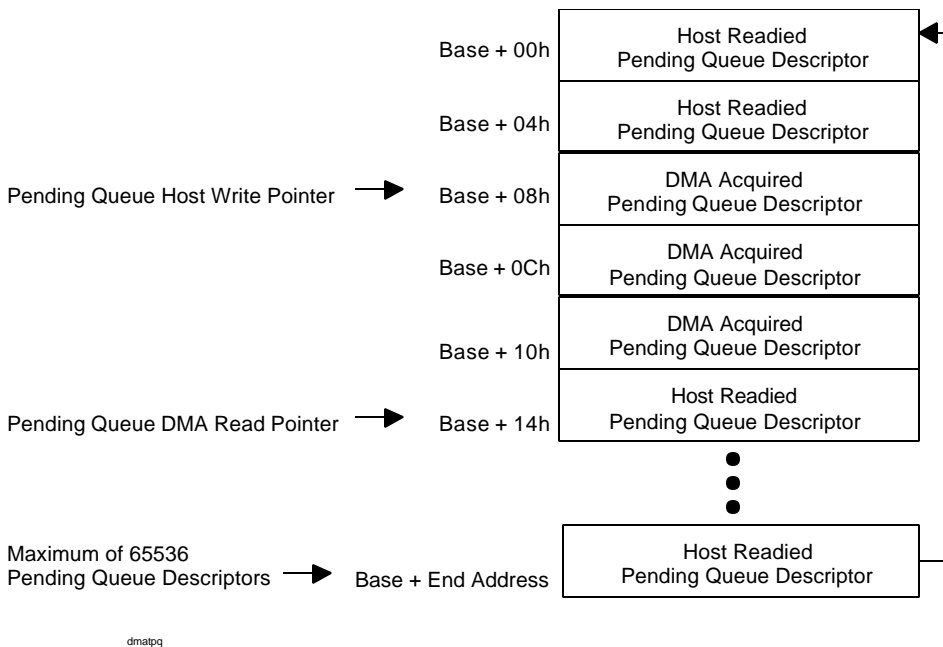 Base + 00h
Host Readied
Pending Queue Descriptor
Base + 04h
Host Readied
Pending Queue Descriptor
Pending Queue Host Write Pointer
Base + 08h
DMA Acquired
Pending Queue Descriptor
Base + 0Ch
DMA Acquired
Pending Queue Descriptor
Base + 10h
DMA Acquired
Pending Queue Descriptor
Pending Queue DMA Read Pointer
Base + 14h
Host Readied
Pending Queue Descriptor
Maximum of 65536
Pending Queue Descriptors
Base + End Address
Host Readied
Pending Queue Descriptor
dmatpq